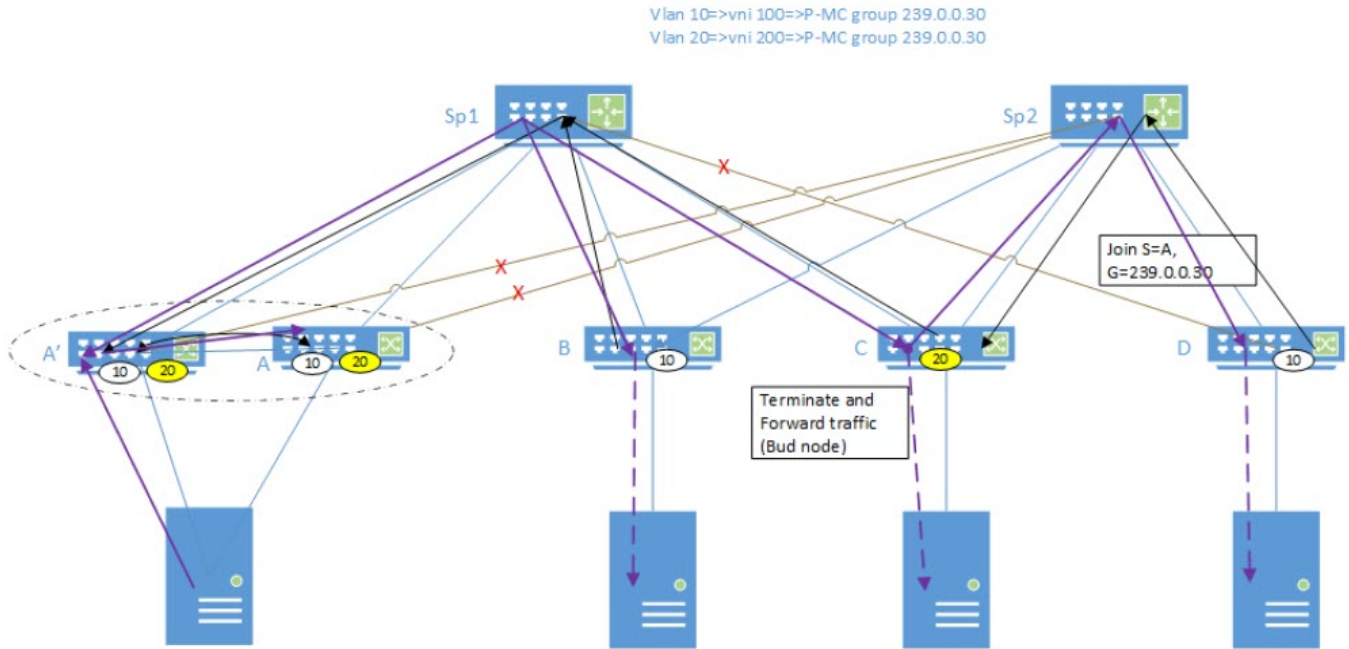 Vlan 10=>vni 100=>P-MC group 239.0.0.30
Vlan 20=>vni 200=>P-MC group 239.0.0.30
Sp1
Sp2
X
X
X
Join S=A,
G=239.0.0.30
A'
10
20
A
10
20
B
10
C
20
D
10
Terminate and
Forward traffic
(Bud node)